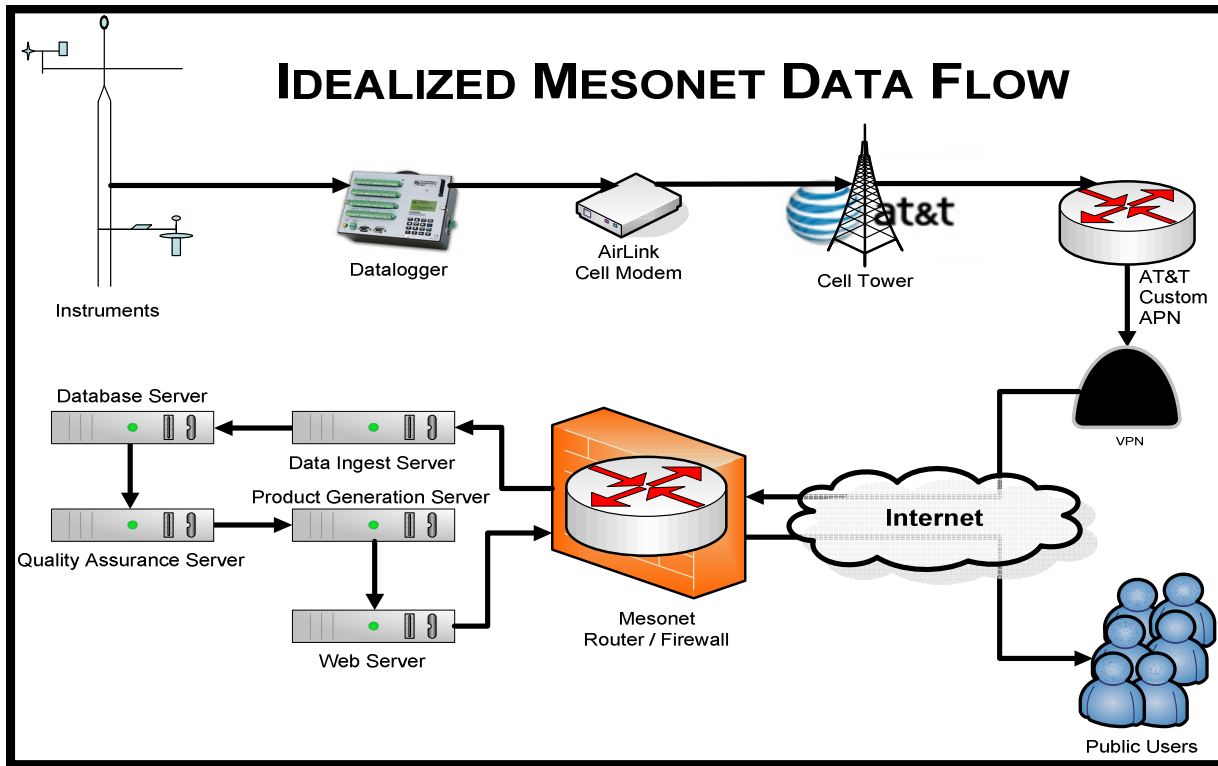 IDEALIZED MESONET DATA FLOW
at&t
Datalogger
AirLink
Cell Modem
Cell Tower
AT&T
Custom
APN
Instruments
VPN
Database Server
Data Ingest Server
Product Generation Server
Quality Assurance Server
Web Server
Mesonet
Router / Firewall
Internet
Public Users